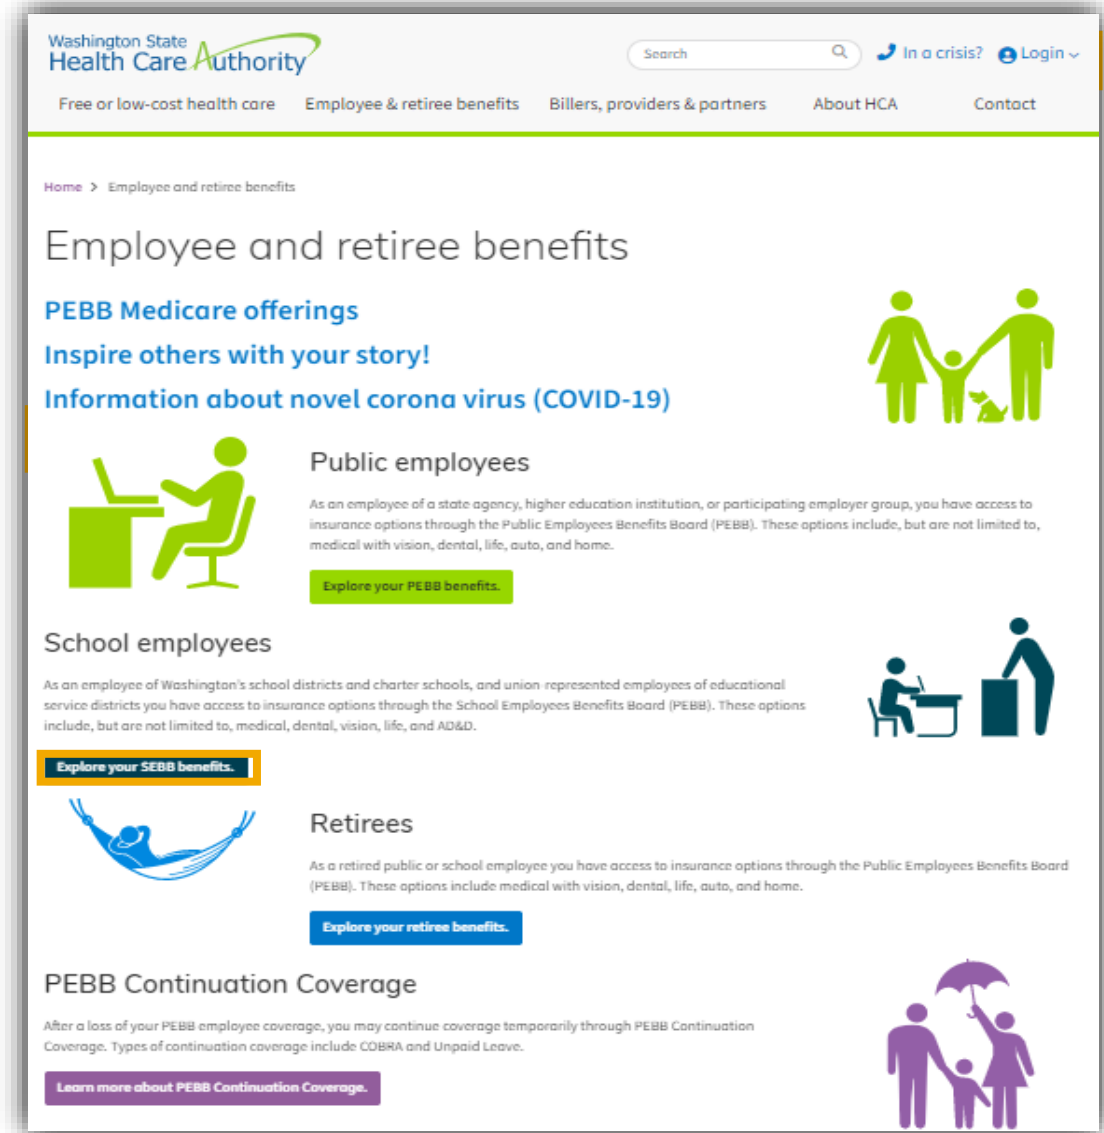 Washington State
Health Care Authority
Search
In a crisis?
Login
Free or low-cost health care
Employee & retiree benefits
Billers, providers & partners
About HCA
Contact
Home > Employee and retiree benefits
Employee and retiree benefits
PEBB Medicare offerings
Inspire others with your story!
Information about novel corona virus (COVID-19)
Public employees
As an employee of a state agency, higher education institution, or participating employer group, you have access to
insurance options through the Public Employees Benefits Board (PEBB). These options include, but are not limited to,
medical with vision, dental, life, auto, and home.
Explore your PEBB benefits.
School employees
As an employee of Washington's school districts and charter schools, and union-represented employees of educational
service districts you have access to insurance options through the School Employees Benefits Board (PEBB). These options
include, but are not limited to, medical, dental, vision, life, and AD&D.
Explore your SEBB benefits.
Retirees
As a retired public or school employee you have access to insurance options through the Public Employees Benefits Board
(PEBB). These options include medical with vision, dental, life, auto, and home.
Explore your retiree benefits.
PEBB Continuation Coverage
After a loss of your PEBB employee coverage, you may continue coverage temporarily through PEBB Continuation
Coverage. Types of continuation coverage include COBRA and Unpaid Leave.
Learn more about PEBB Continuation Coverage.